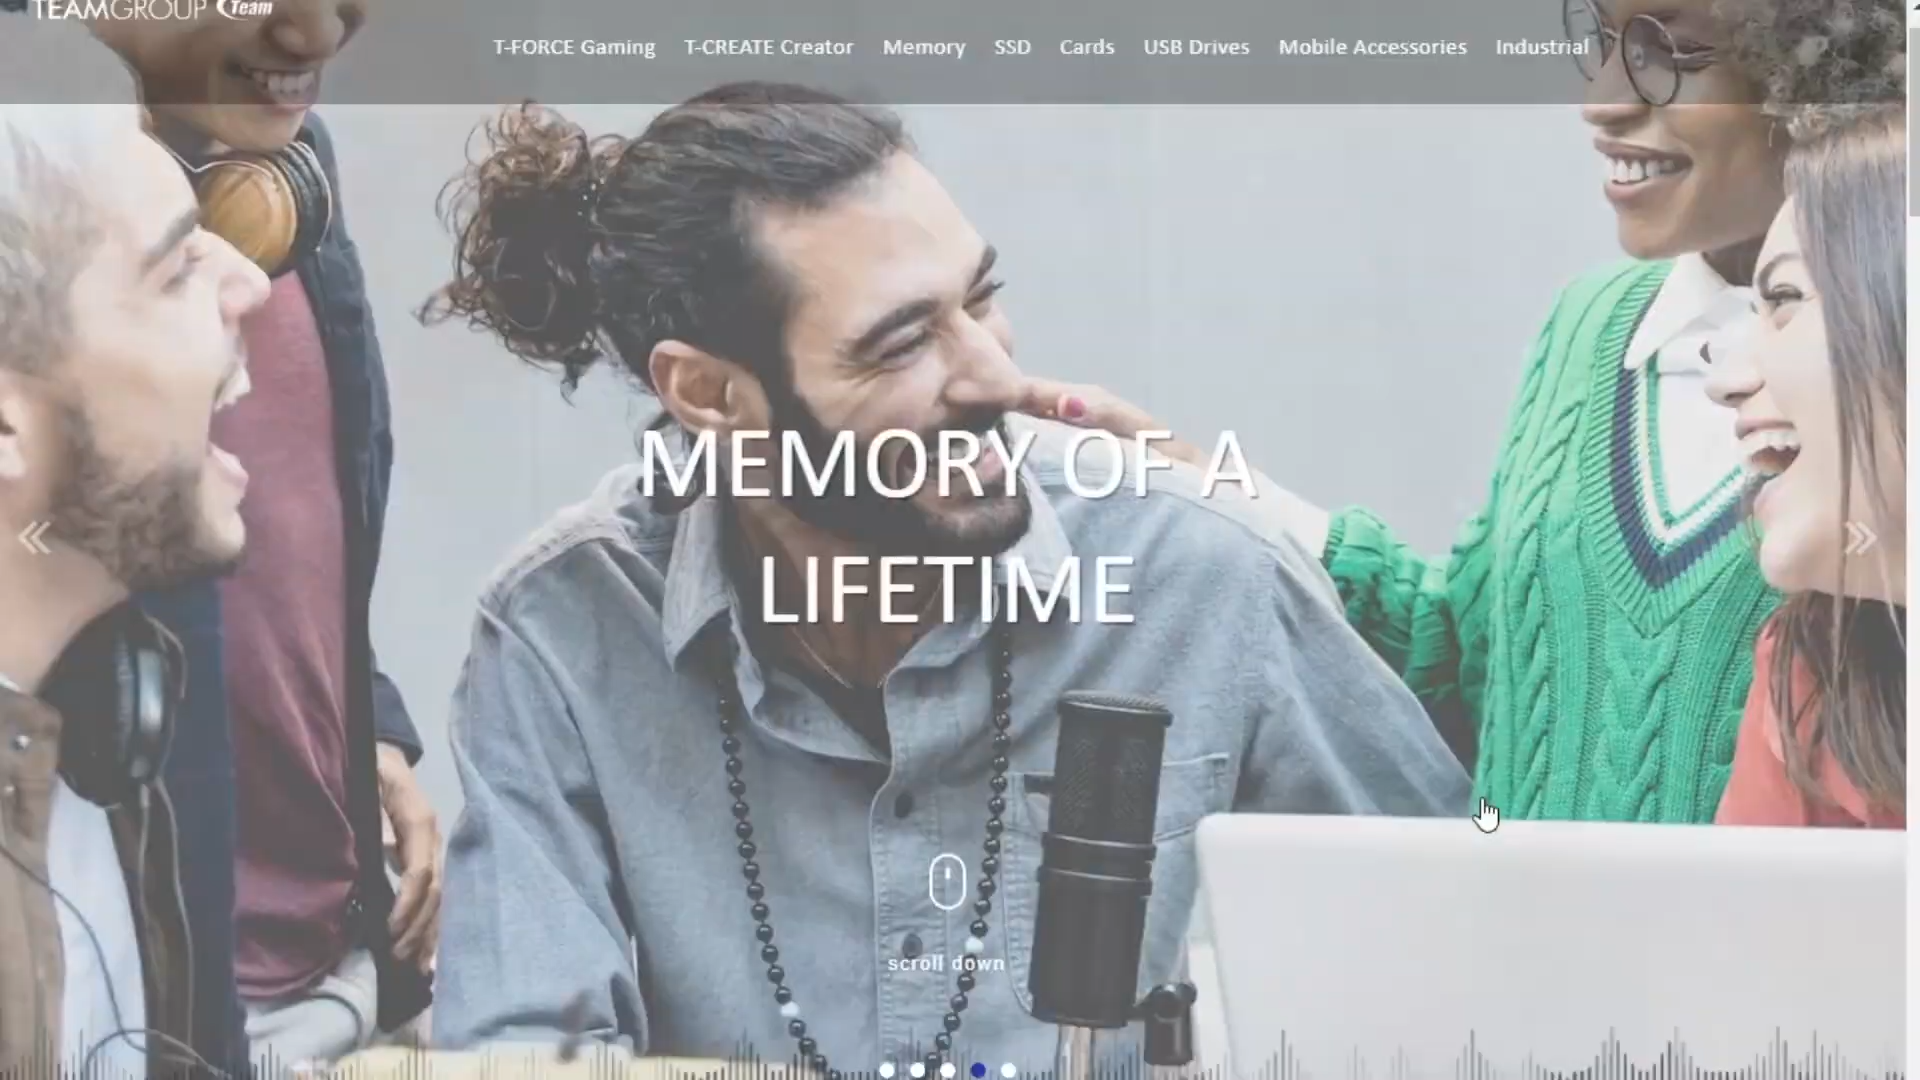 TEAMGROUP Team
T-FORCE Gaming T-CREATE Creator Memory SSD Cards USB Drives Mobile Accessories Industrial
MEMORY OF A
LIFETIME
scroll down